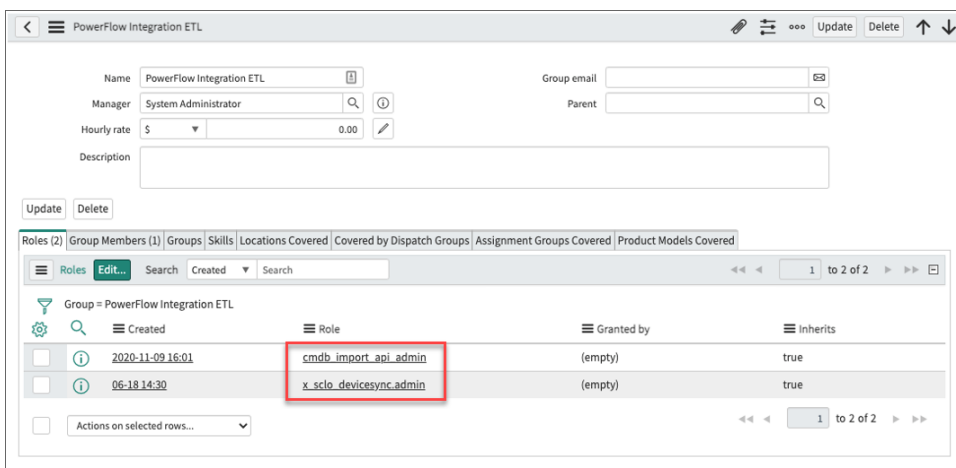 PowerFlow Integration ETL Update Delete
Name PowerFlow Integration ETL Group email
Manager System Administrator Parent
Hourly rate $ 0.00
Description
Update Delete
Roles (2) Group Members (1) Groups Skills Locations Covered Covered by Dispatch Groups Assignment Groups Covered Product Models Covered
Roles Edit... Search Created Search 1 to 2 of 2
Group = PowerFlow Integration ETL
Created Role Granted by Inherits
2020-11-09 16:01 cmdb_import_api_admin (empty) true
06-18 14:30 x_sclo_devicesync.admin (empty) true
Actions on selected rows... 1 to 2 of 2